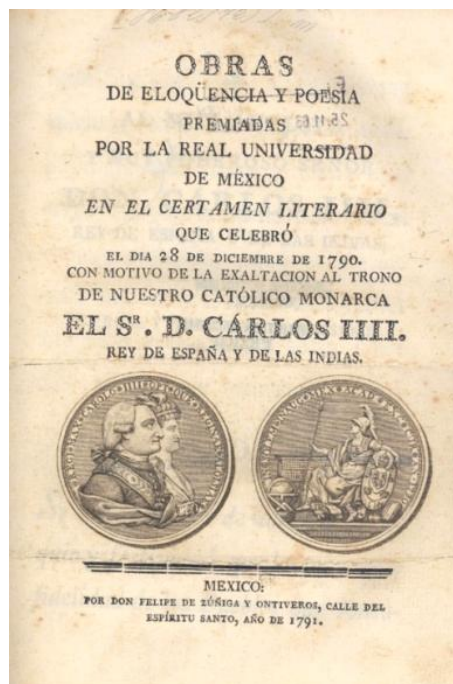 OBRAS
DE ELOQÜENCIA Y POESÍA
PREMIADAS
POR LA REAL UNIVERSIDAD
DE MÉXICO
EN EL CERTAMEN LITERARIO
QUE CELEBRÓ
EL DIA 28 DE DICIEMBRE DE 1790.
CON MOTIVO DE LA EXALTACION AL TRONO
DE NUESTRO CATÓLICO MONARCA
EL Sr. D. CÁRLOS IIII.
REY DE ESPAÑA Y DE LAS INDIAS.
MEXICO:
POR DON FELIPE DE ZÚÑIGA Y ONTIVEROS, CALLE DEL
ESPÍRITU SANTO, AÑO DE 1791.